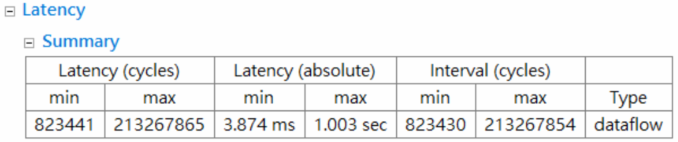 Latency
Summary
Latency (cycles) Latency (absolute) Interval (cycles)
min max min max min max Type
823441 213267865 3.874 ms 1.003 sec 823430 213267854 dataflow